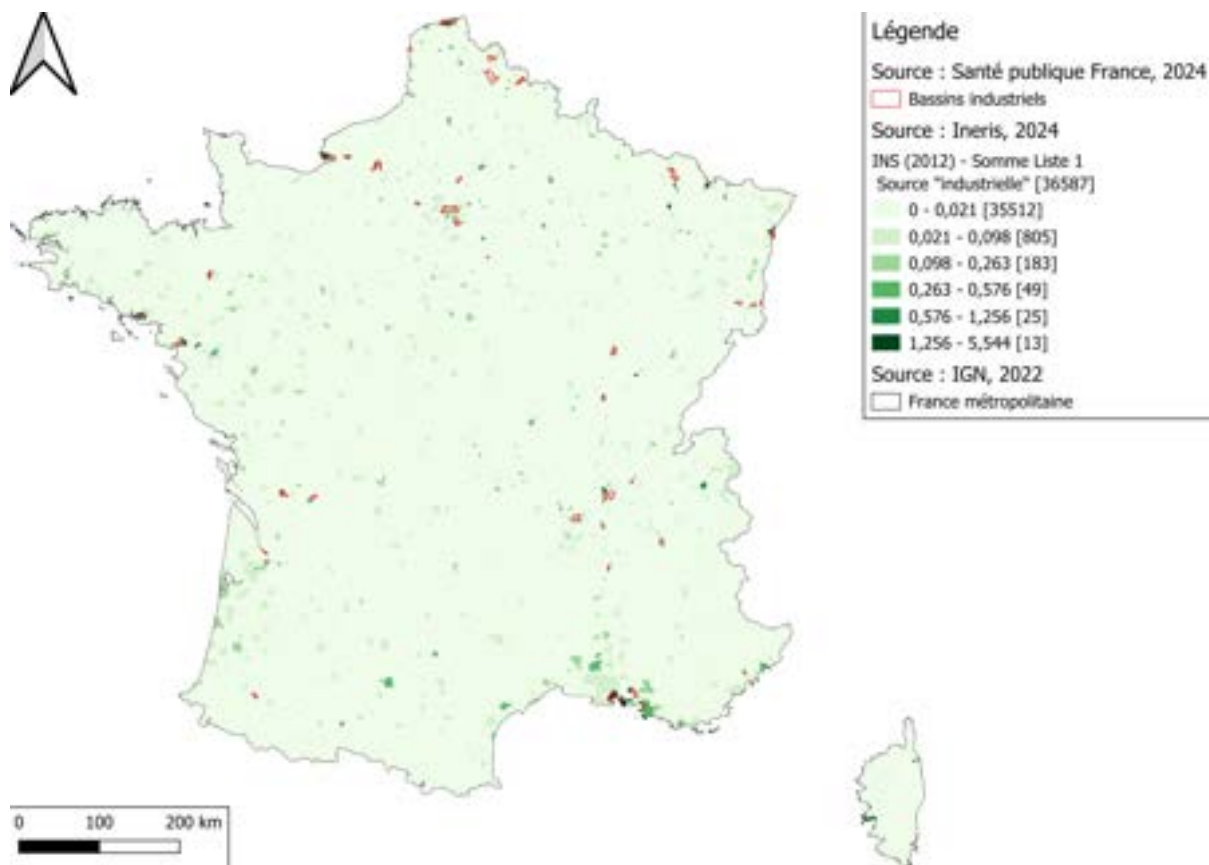 Légende
Source : Santé publique France, 2024
Bassins industriels
Source : Ineris, 2024
INS (2012) - Somme Liste 1
Source "industrielle" [36587]
0 - 0,021 [35512]
0,021 - 0,098 [805]
0,098 - 0,263 [183]
0,263 - 0,576 [49]
0,576 - 1,256 [25]
1,256 - 5,544 [13]
Source : IGN, 2022
France métropolitaine
0 100 200 km